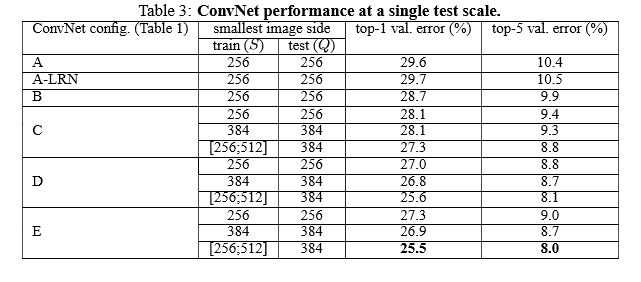 Table 3: ConvNet performance at a single test scale.
ConvNet config. (Table 1) smallest image side top-1 val. error (%) top-5 val. error (%)
train (S) test (Q)
A 256 256 29.6 10.4
A-LRN 256 256 29.7 10.5
B 256 256 28.7 9.9
256 256 28.1 9.4
C 384 384 28.1 9.3
[256;512] 384 27.3 8.8
256 256 27.0 8.8
D 384 384 26.8 8.7
[256;512] 384 25.6 8.1
256 256 27.3 9.0
E 384 384 26.9 8.7
[256;512] 384 25.5 8.0